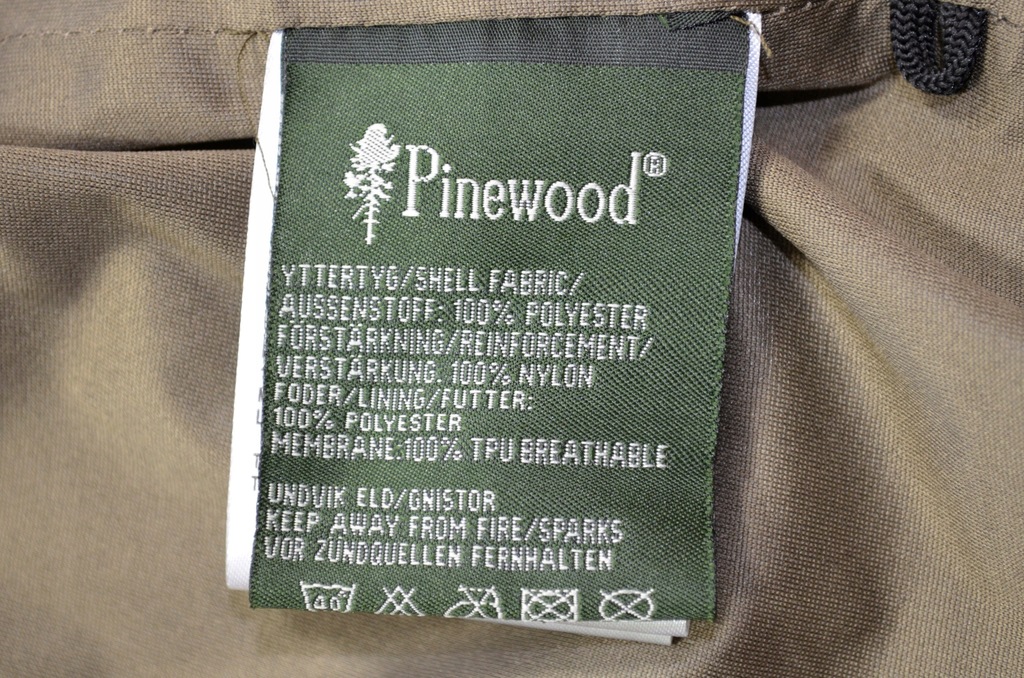 Pinewood®
YTTERTYG/SHELL FABRIC/
AUSSENSTOFF: 100% POLYESTER
FÖRSTÄRKNING/REINFORCEMENT/
VERSTÄRKUNG: 100% NYLON
FODER/LINING/FUTTER:
100% POLYESTER
MEMBRANE:100% TPU BREATHABLE
UNDVIK ELD/GNISTOR
KEEP AWAY FROM FIRE/SPARKS
VOR ZÜNDQUELLEN FERNHALTEN
40°